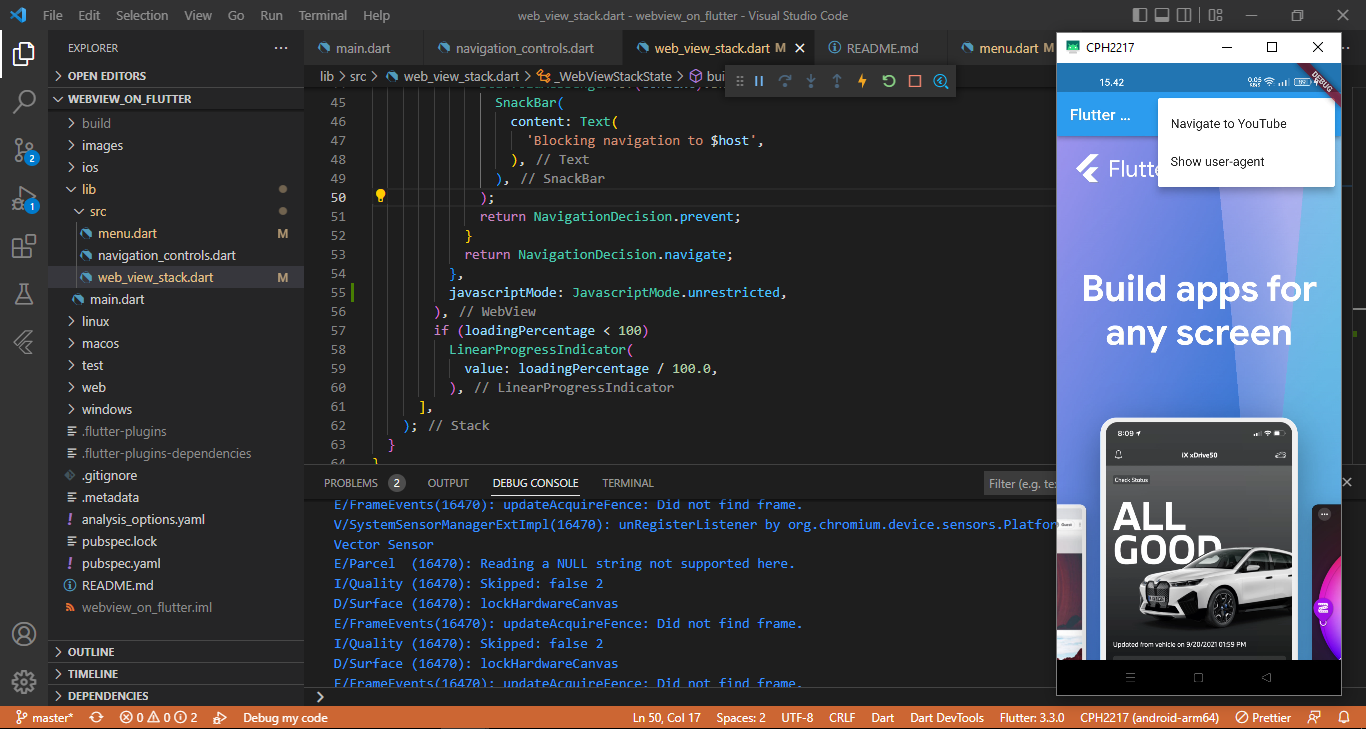 File Edit Selection View Go Run Terminal Help
web_view_stack.dart - webview_on_flutter - Visual Studio Code
EXPLORER
OPEN EDITORS
WEBVIEW_ON_FLUTTER
build
images
ios
lib
src
menu.dart M
navigation_controls.dart
web_view_stack.dart M
main.dart
linux
macos
test
web
windows
.flutter-plugins
.flutter-plugins-dependencies
.gitignore
.metadata
analysis_options.yaml
pubspec.lock
pubspec.yaml
README.md
webview_on_flutter.iml
OUTLINE
TIMELINE
DEPENDENCIES
2
1
main.dart navigation_controls.dart web_view_stack.dart M README.md menu.dart M
lib > src > web_view_stack.dart > _WebViewStackState > bui
45 SnackBar(
46 content: Text(
47 'Blocking navigation to $host',
48 ), // Text
49 ), // SnackBar
50 );
51 return NavigationDecision.prevent;
52 }
53 return NavigationDecision.navigate;
54 },
55 javascriptMode: JavascriptMode.unrestricted,
56 ), // WebView
57 if (loadingPercentage < 100)
58 LinearProgressIndicator(
59 value: loadingPercentage / 100.0,
60 ), // LinearProgressIndicator
61 ],
62 ); // Stack
63 }
64 }
PROBLEMS 2 OUTPUT DEBUG CONSOLE TERMINAL
Filter (e.g. te
E/FrameEvents(16470): updateAcquireFence: Did not find frame.
V/SystemSensorManagerExtImpl(16470): unRegisterListener by org.chromium.device.sensors.Platfor
Vector Sensor
E/Parcel (16470): Reading a NULL string not supported here.
I/Quality (16470): Skipped: false 2
D/Surface (16470): lockHardwareCanvas
E/FrameEvents(16470): updateAcquireFence: Did not find frame.
I/Quality (16470): Skipped: false 2
D/Surface (16470): lockHardwareCanvas
E/FrameEvents(16470): updateAcquireFence: Did not find frame.
CPH2217
15.42
DEBUG
Flutter ...
Navigate to YouTube
Show user-agent
Flutte
Build apps for
any screen
8:09
iX xDrive50
Check Status
ALL
GOOD
Updated from vehicle on 9/20/2021 01:59 PM
master* 0 0 2 Debug my code Ln 50, Col 17 Spaces: 2 UTF-8 CRLF Dart Dart DevTools Flutter: 3.3.0 CPH2217 (android-arm64) Prettier